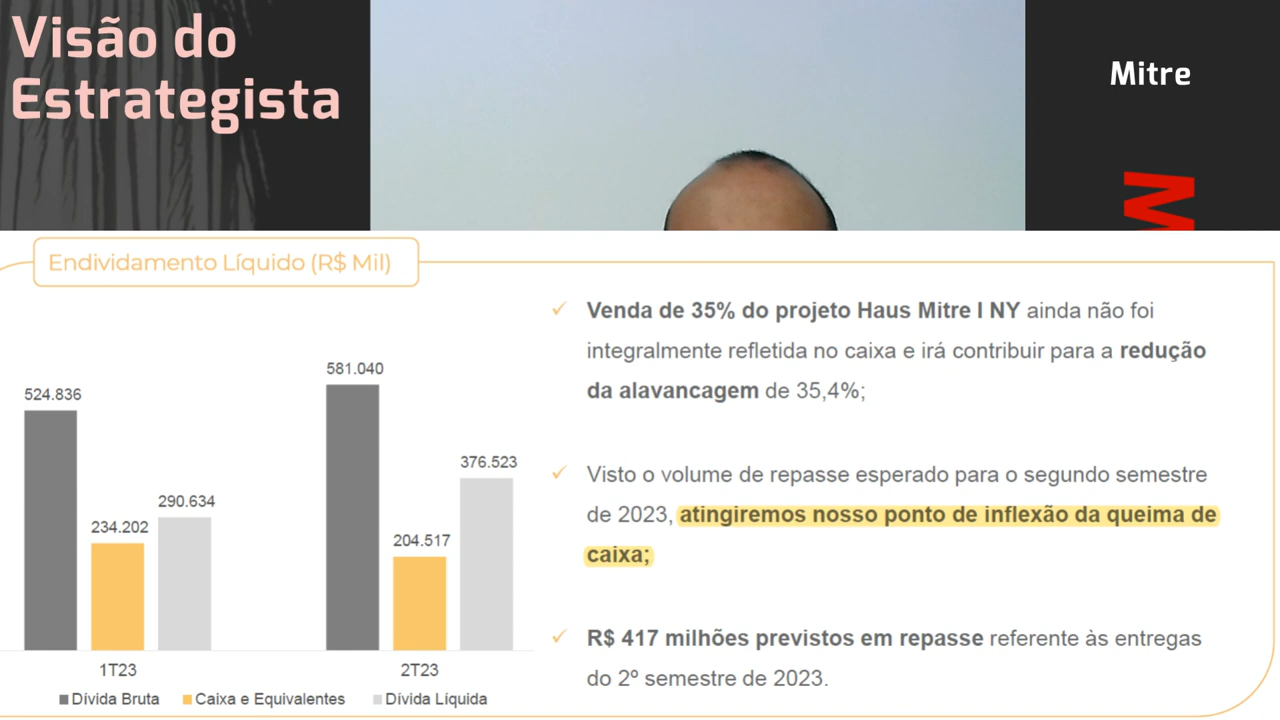 Visão do
Estrategista
Mitre
M
Endividamento Líquido (R$ Mil)
524.836
234.202
290.634
581.040
204.517
376.523
1T23
2T23
Dívida Bruta
Caixa e Equivalentes
Dívida Líquida
Venda de 35% do projeto Haus Mitre I NY ainda não foi
integralmente refletida no caixa e irá contribuir para a redução
da alavancagem de 35,4%;
Visto o volume de repasse esperado para o segundo semestre
de 2023, atingiremos nosso ponto de inflexão da queima de
caixa;
R$ 417 milhões previstos em repasse referente às entregas
do 2º semestre de 2023.